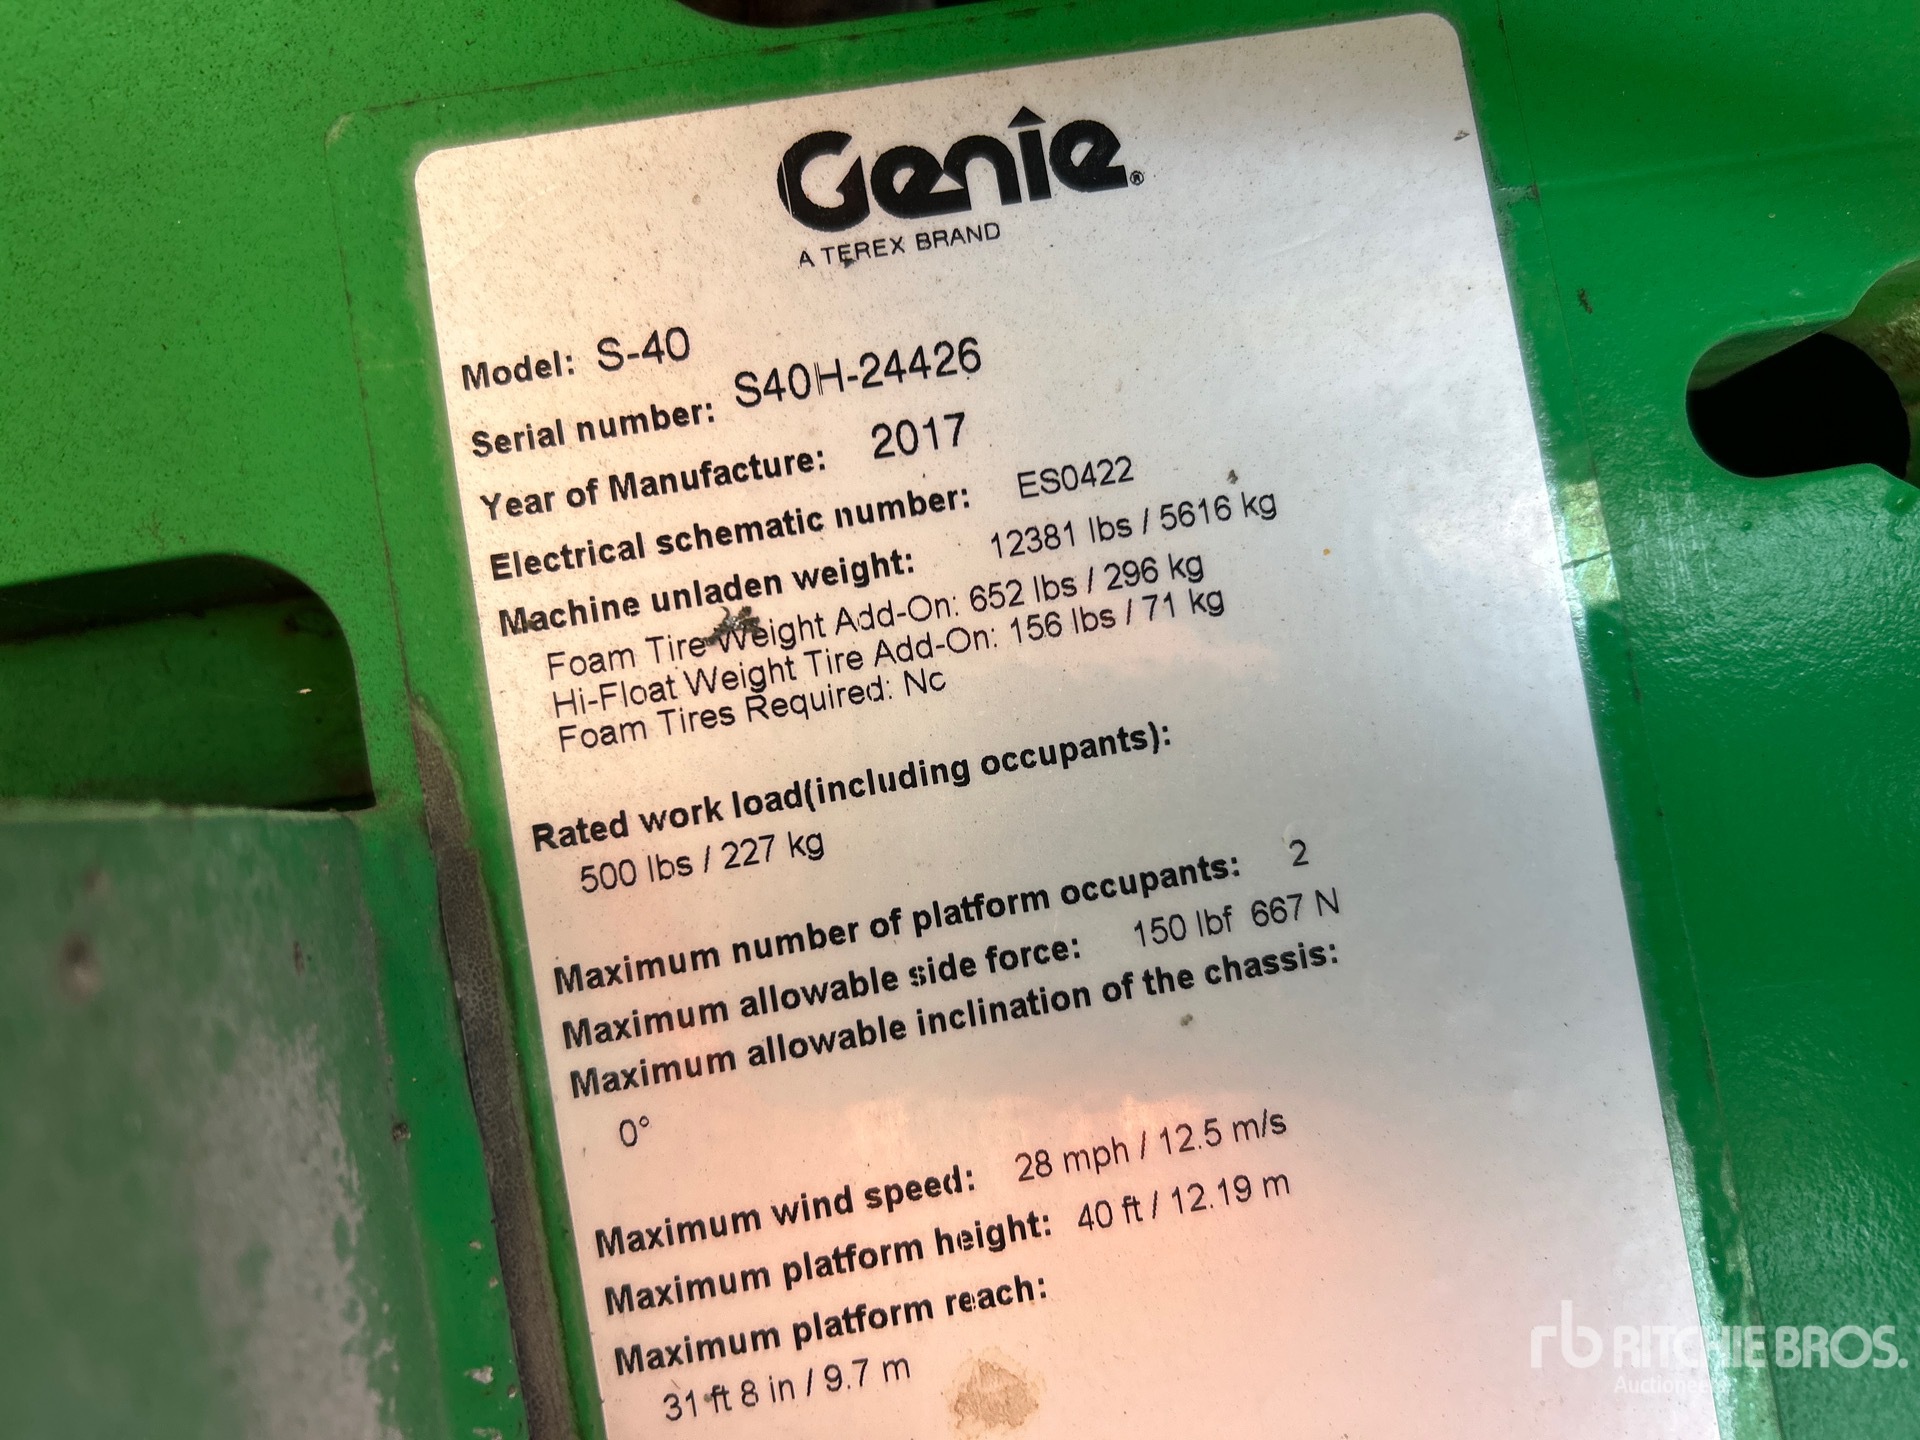 Genie®
A TEREX BRAND
Model: S-40
Serial number: S40H-24426
Year of Manufacture: 2017
Electrical schematic number: ES0422
Machine unladen weight: 12381 lbs / 5616 kg
Foam Tire Weight Add-On: 652 lbs / 296 kg
Hi-Float Weight Tire Add-On: 156 lbs / 71 kg
Foam Tires Required: Nc
Rated work load(including occupants):
500 lbs / 227 kg
Maximum number of platform occupants: 2
Maximum allowable side force: 150 lbf 667 N
Maximum allowable inclination of the chassis:
0°
Maximum wind speed: 28 mph / 12.5 m/s
Maximum platform height: 40 ft / 12.19 m
Maximum platform reach:
31 ft 8 in / 9.7 m
rb RITCHIE BROS.
Auctioneers